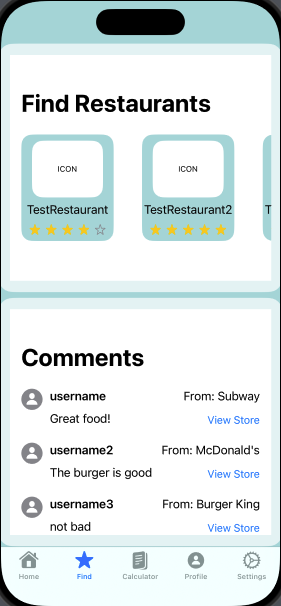 Find Restaurants
ICON
ICON
TestRestaurant
TestRestaurant2
T
Comments
username
From: Subway
Great food!
View Store
username2
From: McDonald's
The burger is good
View Store
username3
From: Burger King
not bad
View Store
Home
Find
Calculator
Profile
Settings